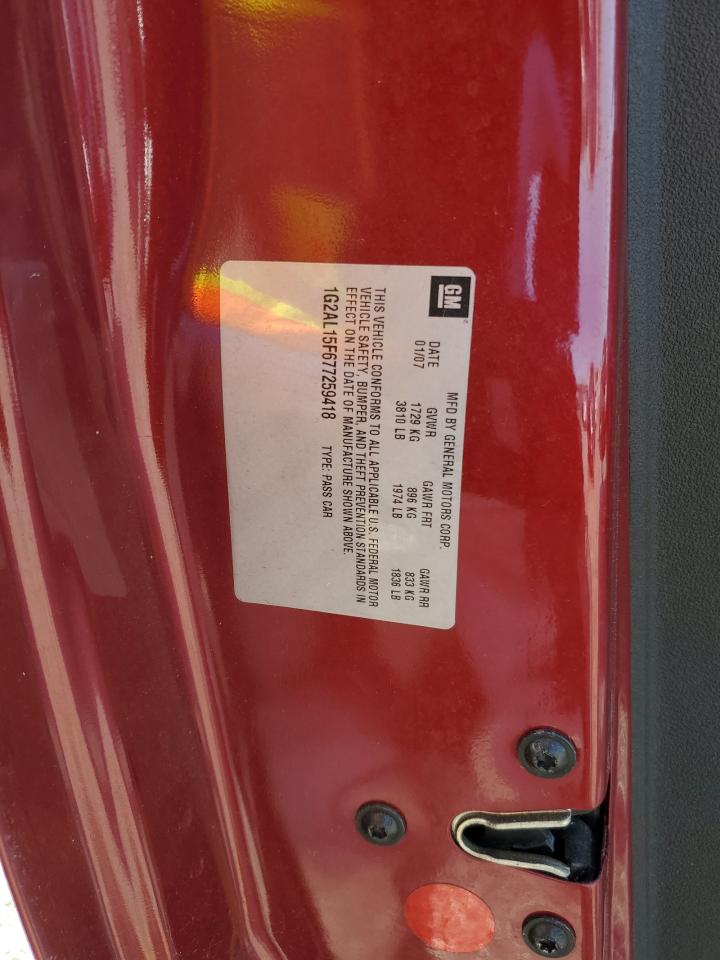 GM
MFD BY GENERAL MOTORS CORP.
DATE GVWR GAWR FRT GAWR RR
01/07 1729 KG 896 KG 833 KG
3810 LB 1974 LB 1836 LB
THIS VEHICLE CONFORMS TO ALL APPLICABLE U.S. FEDERAL MOTOR
VEHICLE SAFETY, BUMPER, AND THEFT PREVENTION STANDARDS IN
EFFECT ON THE DATE OF MANUFACTURE SHOWN ABOVE.
1G2AL15F677259418 TYPE: PASS CAR